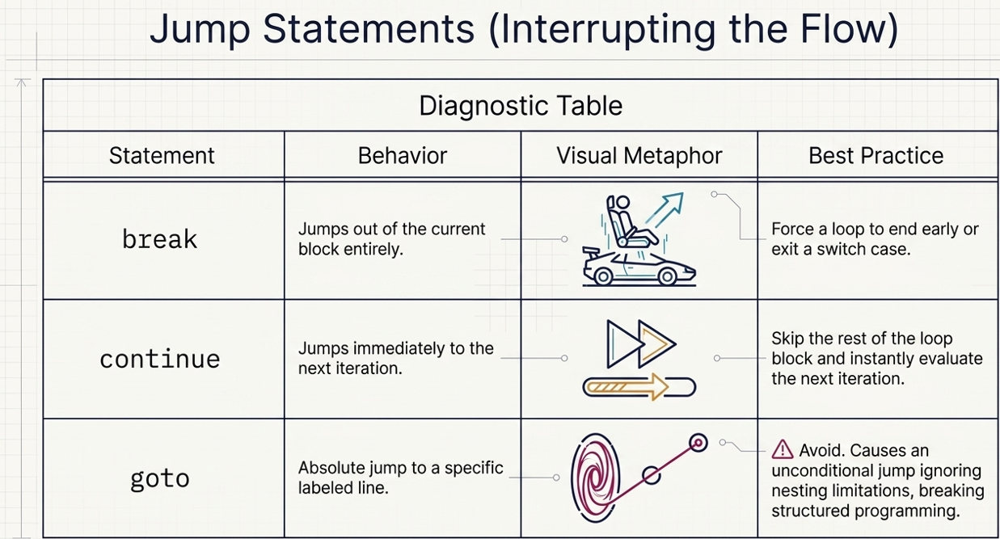 Jump Statements (Interrupting the Flow)
Diagnostic Table
Statement
Behavior
Visual Metaphor
Best Practice
break
Jumps out of the current
block entirely.
Force a loop to end early or
exit a switch case.
continue
Jumps immediately to the
next iteration.
Skip the rest of the loop
block and instantly evaluate
the next iteration.
goto
Absolute jump to a specific
labeled line.
Avoid. Causes an
unconditional jump ignoring
nesting limitations, breaking
structured programming.